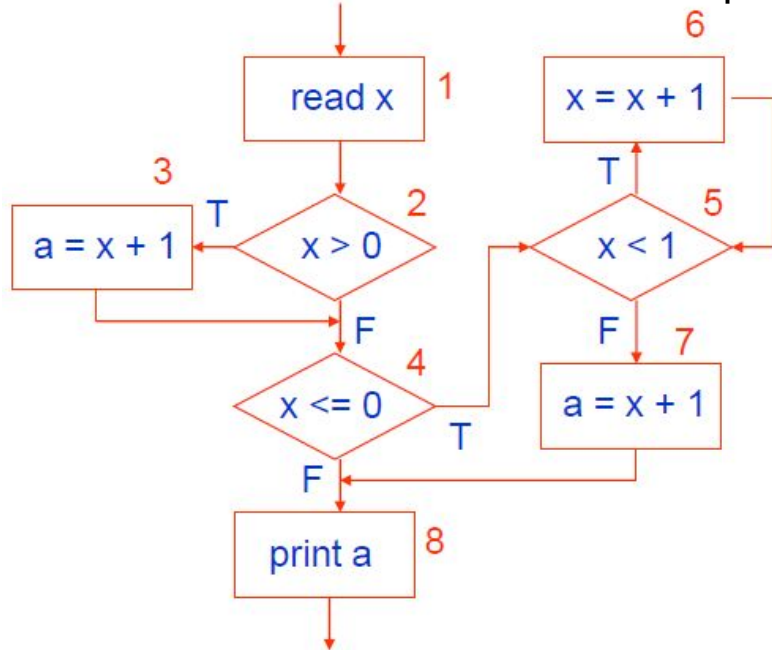 6
read x
1
x = x + 1
3
T
2
T
5
a = x + 1
x > 0
x < 1
F
4
F
7
x <= 0
T
a = x + 1
F
print a
8